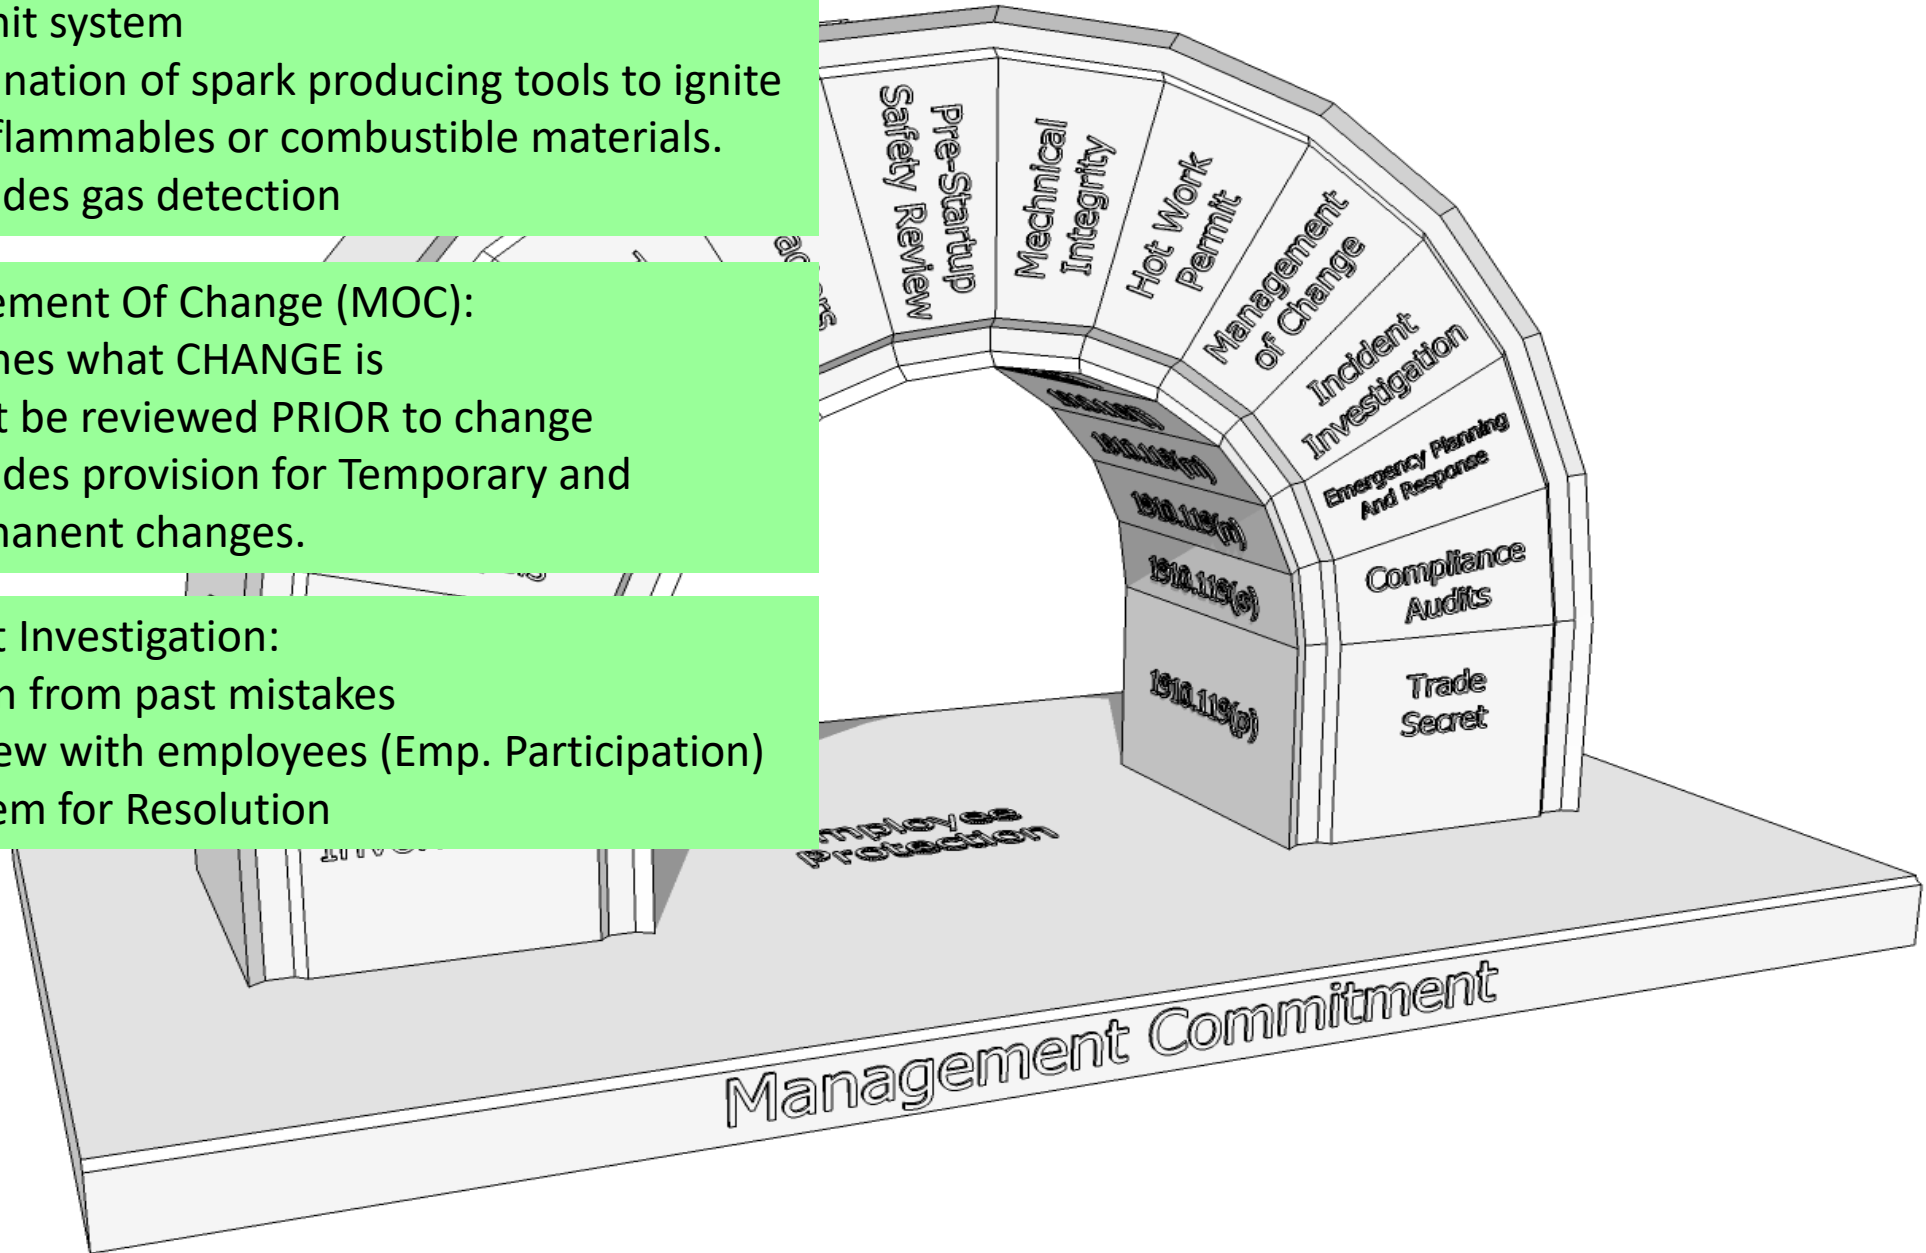 nit system
nation of spark producing tools to ignite
flammables or combustible materials.
des gas detection
ement Of Change (MOC):
nes what CHANGE is
t be reviewed PRIOR to change
des provision for Temporary and
nanent changes.
t Investigation:
n from past mistakes
ew with employees (Emp. Participation)
em for Resolution
Pre-Startup
Safety Review
Mechnical
Integrity
Hot Work
Permit
Management
of Change
Incident
Investigation
Emergency Planning
And Response
Compliance
Audits
Trade
Secret
1910.119(m)
1910.119(n)
1910.119(o)
1910.119(p)
mployee
Protection
Management Commitment